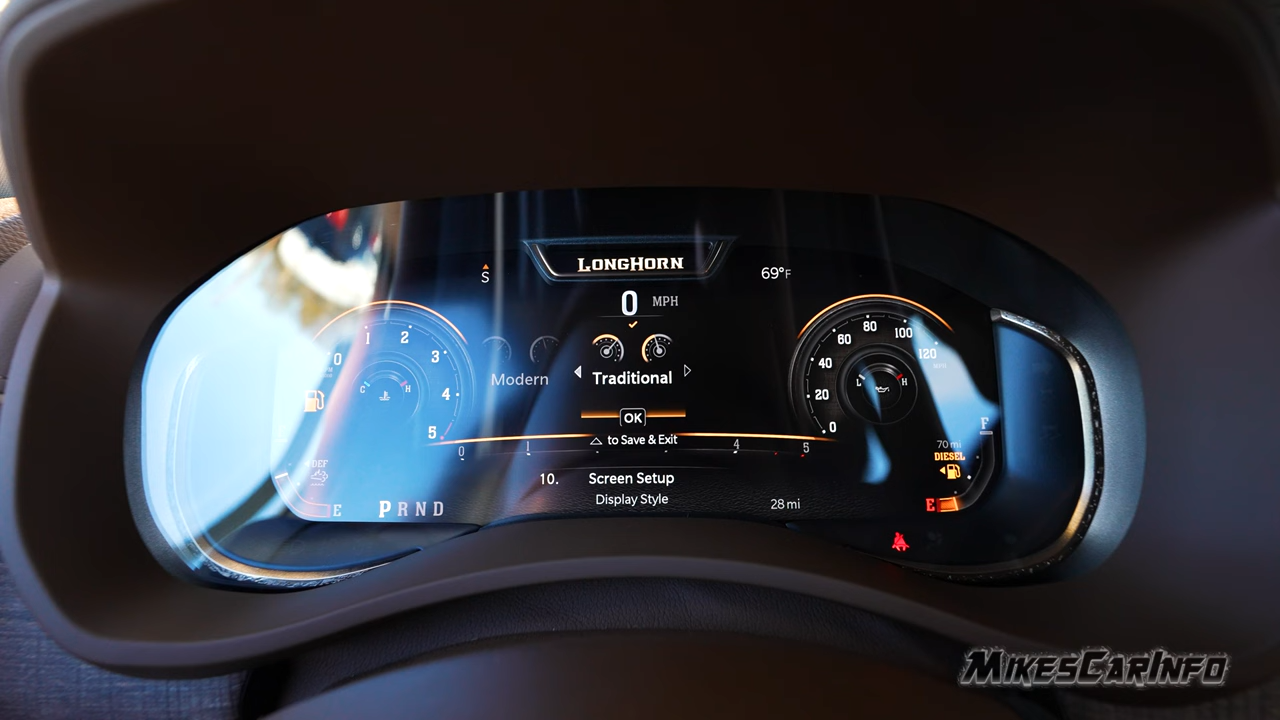 LONGHORN
S
69°F
0 MPH
Modern
Traditional
OK
to Save & Exit
0 1 2 3 4 5
C H
0 20 40 60 80 100 120
MPH
L H
0 1 4 5
10. Screen Setup
Display Style
28 mi
DEF
E
PRND
F
70 mi
DIESEL
E
MIKESCARINFO